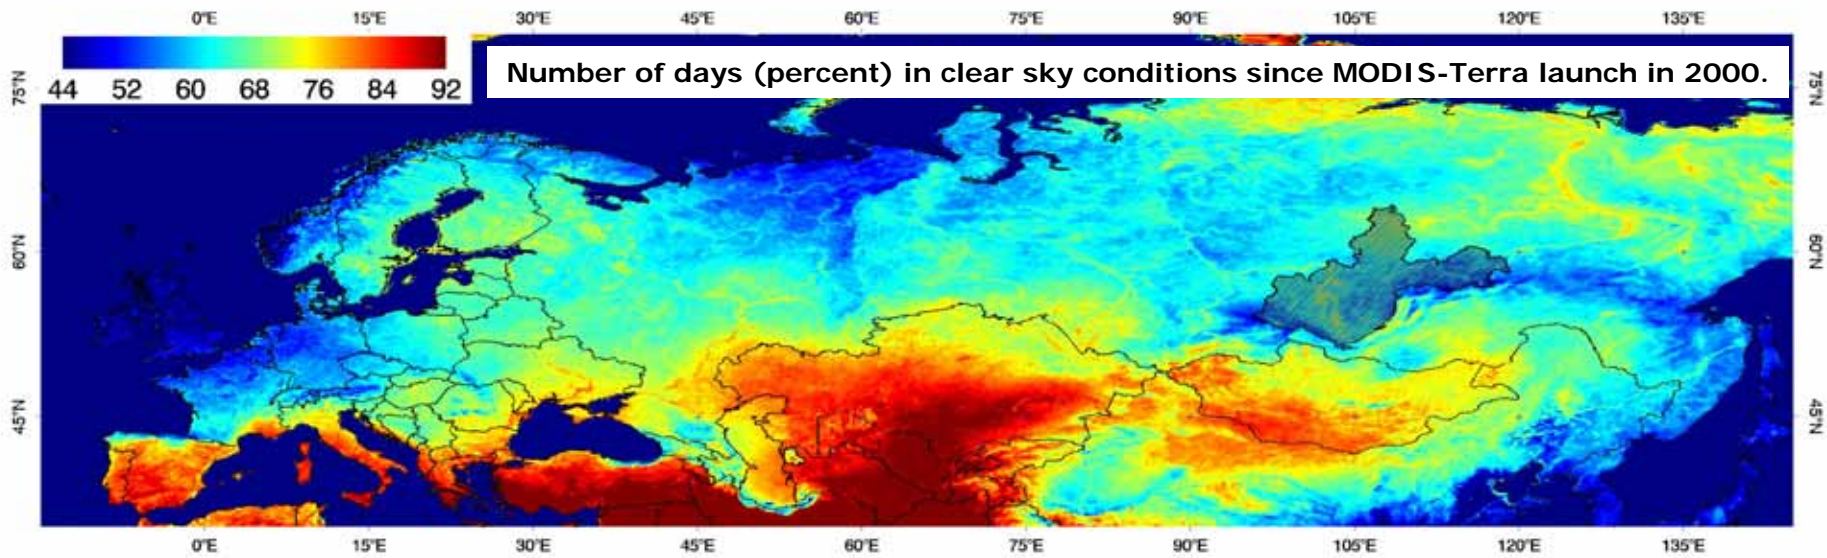 0°E 15°E 30°E 45°E 60°E 75°E 90°E 105°E 120°E 135°E
Number of days (percent) in clear sky conditions since MODIS-Terra launch in 2000.
44 52 60 68 76 84 92
75°N 75°N
60°N 60°N
45°N 45°N
0°E 15°E 30°E 45°E 60°E 75°E 90°E 105°E 120°E 135°E